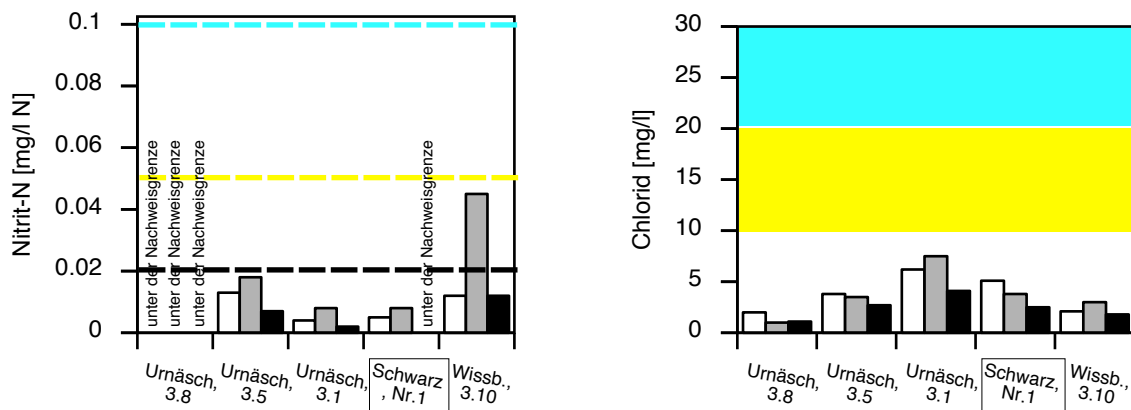 Nitrit-N [mg/l N]
0.1
0.08
0.06
0.04
0.02
0
unter der Nachweisgrenze
unter der Nachweisgrenze
unter der Nachweisgrenze
unter der Nachweisgrenze
Urnäsch,
3.8
Urnäsch,
3.5
Urnäsch,
3.1
Schwarz
, Nr.1
Wissb.,
3.10
Chlorid [mg/l]
30
25
20
15
10
5
0
Urnäsch,
3.8
Urnäsch,
3.5
Urnäsch,
3.1
Schwarz,
Nr.1
Wissb.,
3.10